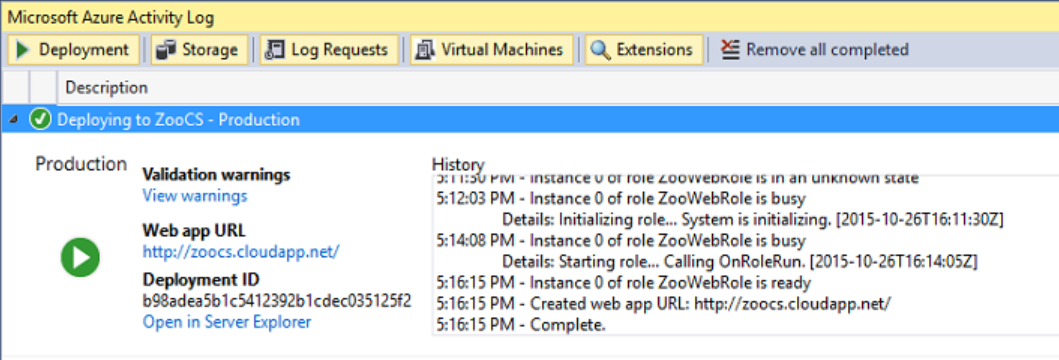 Microsoft Azure Activity Log
Deployment Storage Log Requests Virtual Machines Extensions Remove all completed
Description
Deploying to ZooCS - Production
Production
Validation warnings
View warnings
Web app URL
http://zoocs.cloudapp.net/
Deployment ID
b98adea5b1c5412392b1cdec035125f2
Open in Server Explorer
History
5:11:30 PM - Instance 0 of role ZooWebRole is in an unknown state
5:12:03 PM - Instance 0 of role ZooWebRole is busy
Details: Initializing role... System is initializing. [2015-10-26T16:11:30Z]
5:14:08 PM - Instance 0 of role ZooWebRole is busy
Details: Starting role... Calling OnRoleRun. [2015-10-26T16:14:05Z]
5:16:15 PM - Instance 0 of role ZooWebRole is ready
5:16:15 PM - Created web app URL: http://zoocs.cloudapp.net/
5:16:15 PM - Complete.